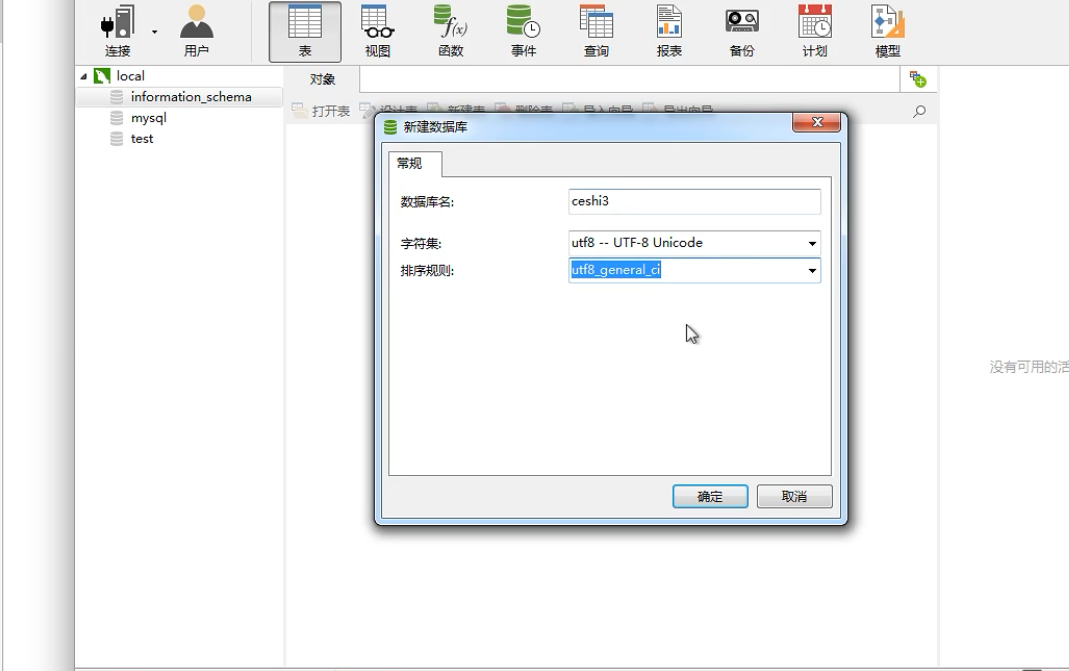 连接 用户 表 视图 函数 事件 查询 报表 备份 计划 模型
local
对象
information_schema
打开表 设计表 新建表 删除表 导入向导 导出向导
mysql
新建数据库
test
常规
数据库名: ceshi3
字符集: utf8 -- UTF-8 Unicode
排序规则: utf8_general_ci
没有可用的活
确定 取消